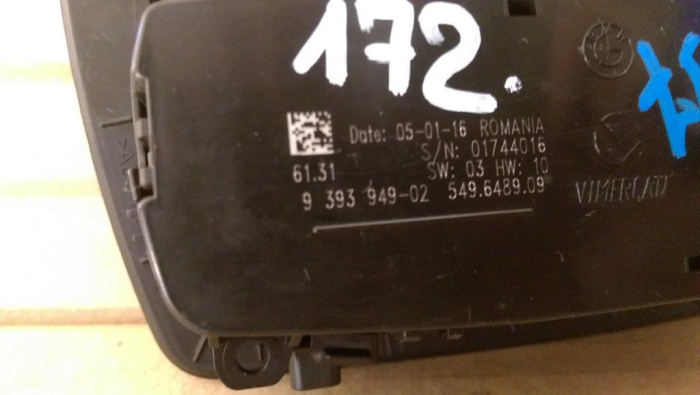 172.
Date: 05-01-16 ROMANIA
S/N: 01744016
61.31 SW: 03 HW: 10
9 393 949-02 549.6489.09
VIMERCATI